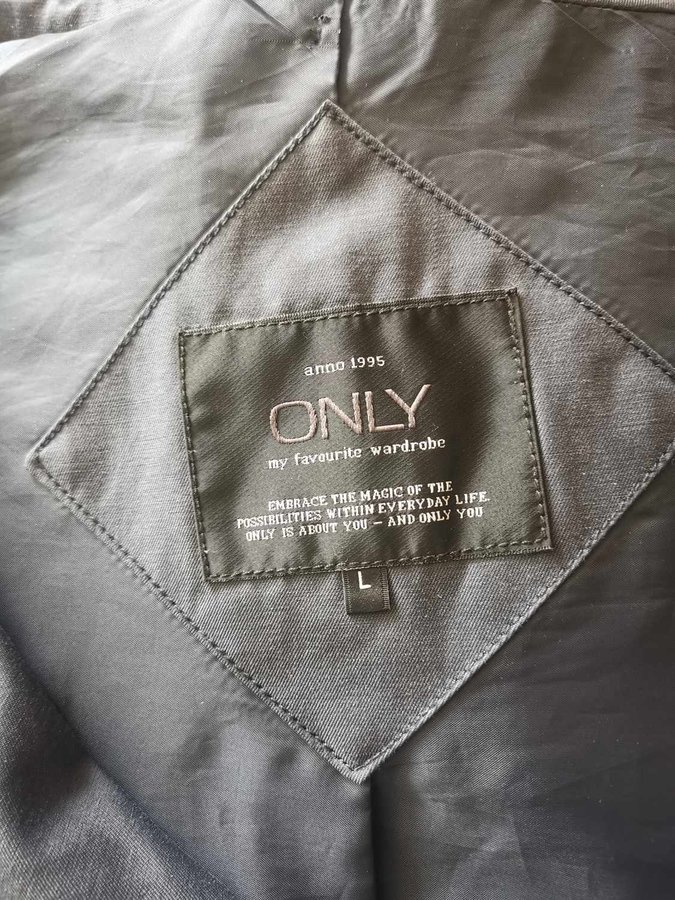 anno 1995
ONLY
my favourite wardrobe
EMBRACE THE MAGIC OF THE
POSSIBILITIES WITHIN EVERYDAY LIFE.
ONLY IS ABOUT YOU – AND ONLY YOU
L